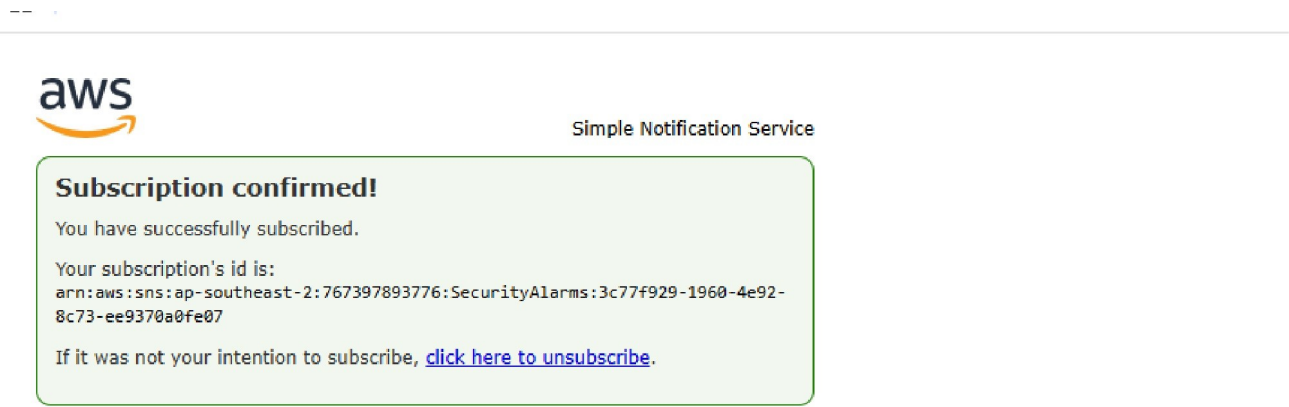 aws
Simple Notification Service
Subscription confirmed!
You have successfully subscribed.
Your subscription's id is:
arn:aws:sns:ap-southeast-2:767397893776:SecurityAlarms:3c77f929-1960-4e92-
8c73-ee9370a0fe07
If it was not your intention to subscribe, click here to unsubscribe.